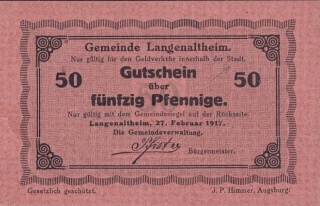 Gemeinde Langenaltheim.
Nur gültig für den Geldverkehr innerhalb der Stadt.
50 Gutschein 50
über
fünfzig Pfennige.
Nur gültig mit dem Gemeindesiegel auf der Rückseite.
Langenaltheim, 27. Februar 1917.
Die Gemeindeverwaltung.
Bürgermeister.
Gesetzlich geschützt. J. P. Himmer, Augsburg.